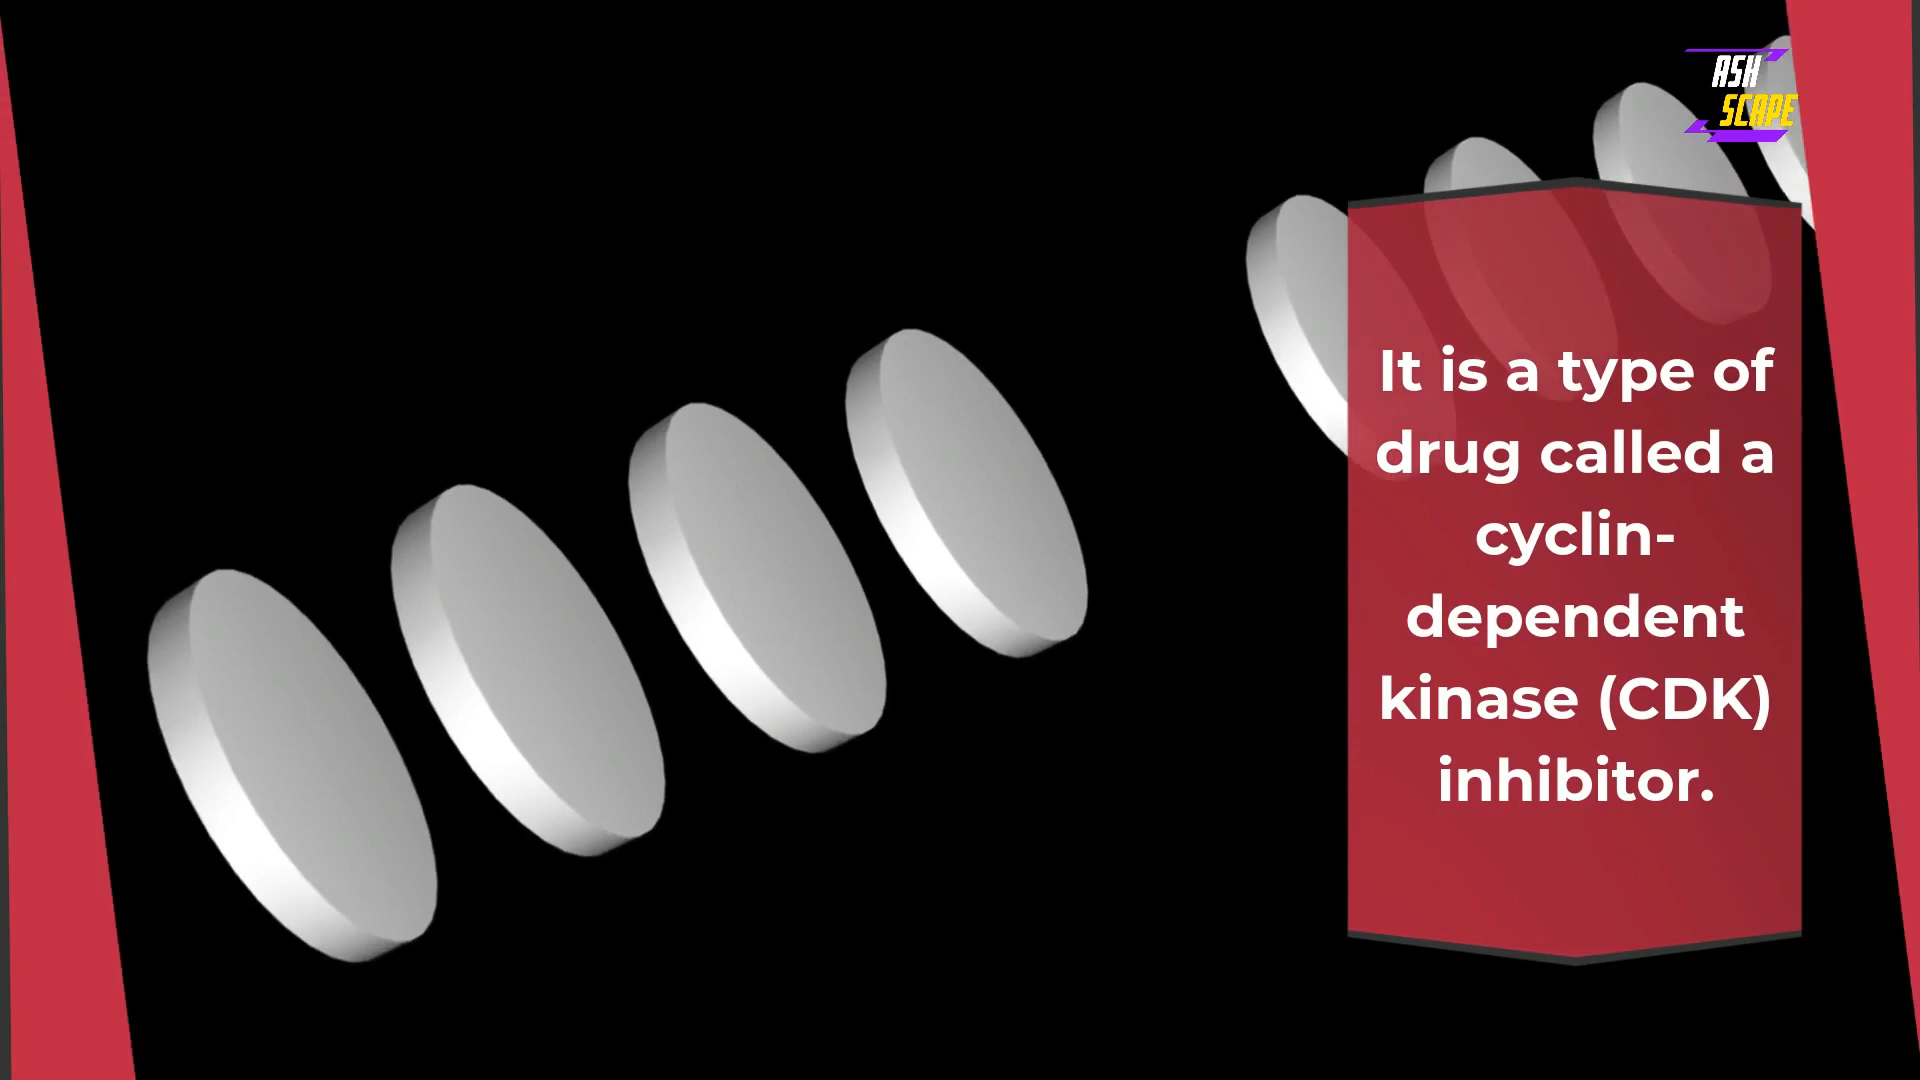 ASH
SCAPE
It is a type of
drug called a
cyclin-
dependent
kinase (CDK)
inhibitor.